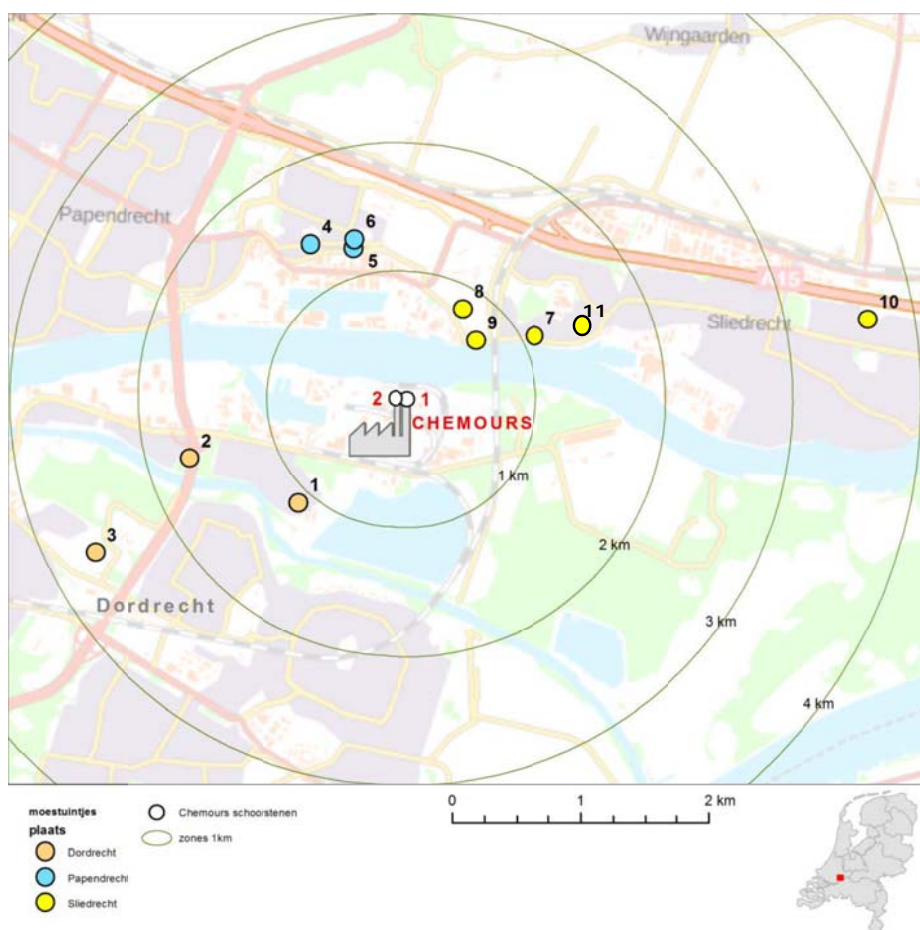 Wijngaarden
Papendrecht
4
6
5
A15
8
9
7
11
Sliedrecht
10
2
1
CHEMOURS
2
1
1 km
3
2 km
Dordrecht
3 km
4 km
moestuintjes
plaats
Dordrecht
Papendrecht
Sliedrecht
Chemours schoorstenen
zones 1km
0 1 2 km